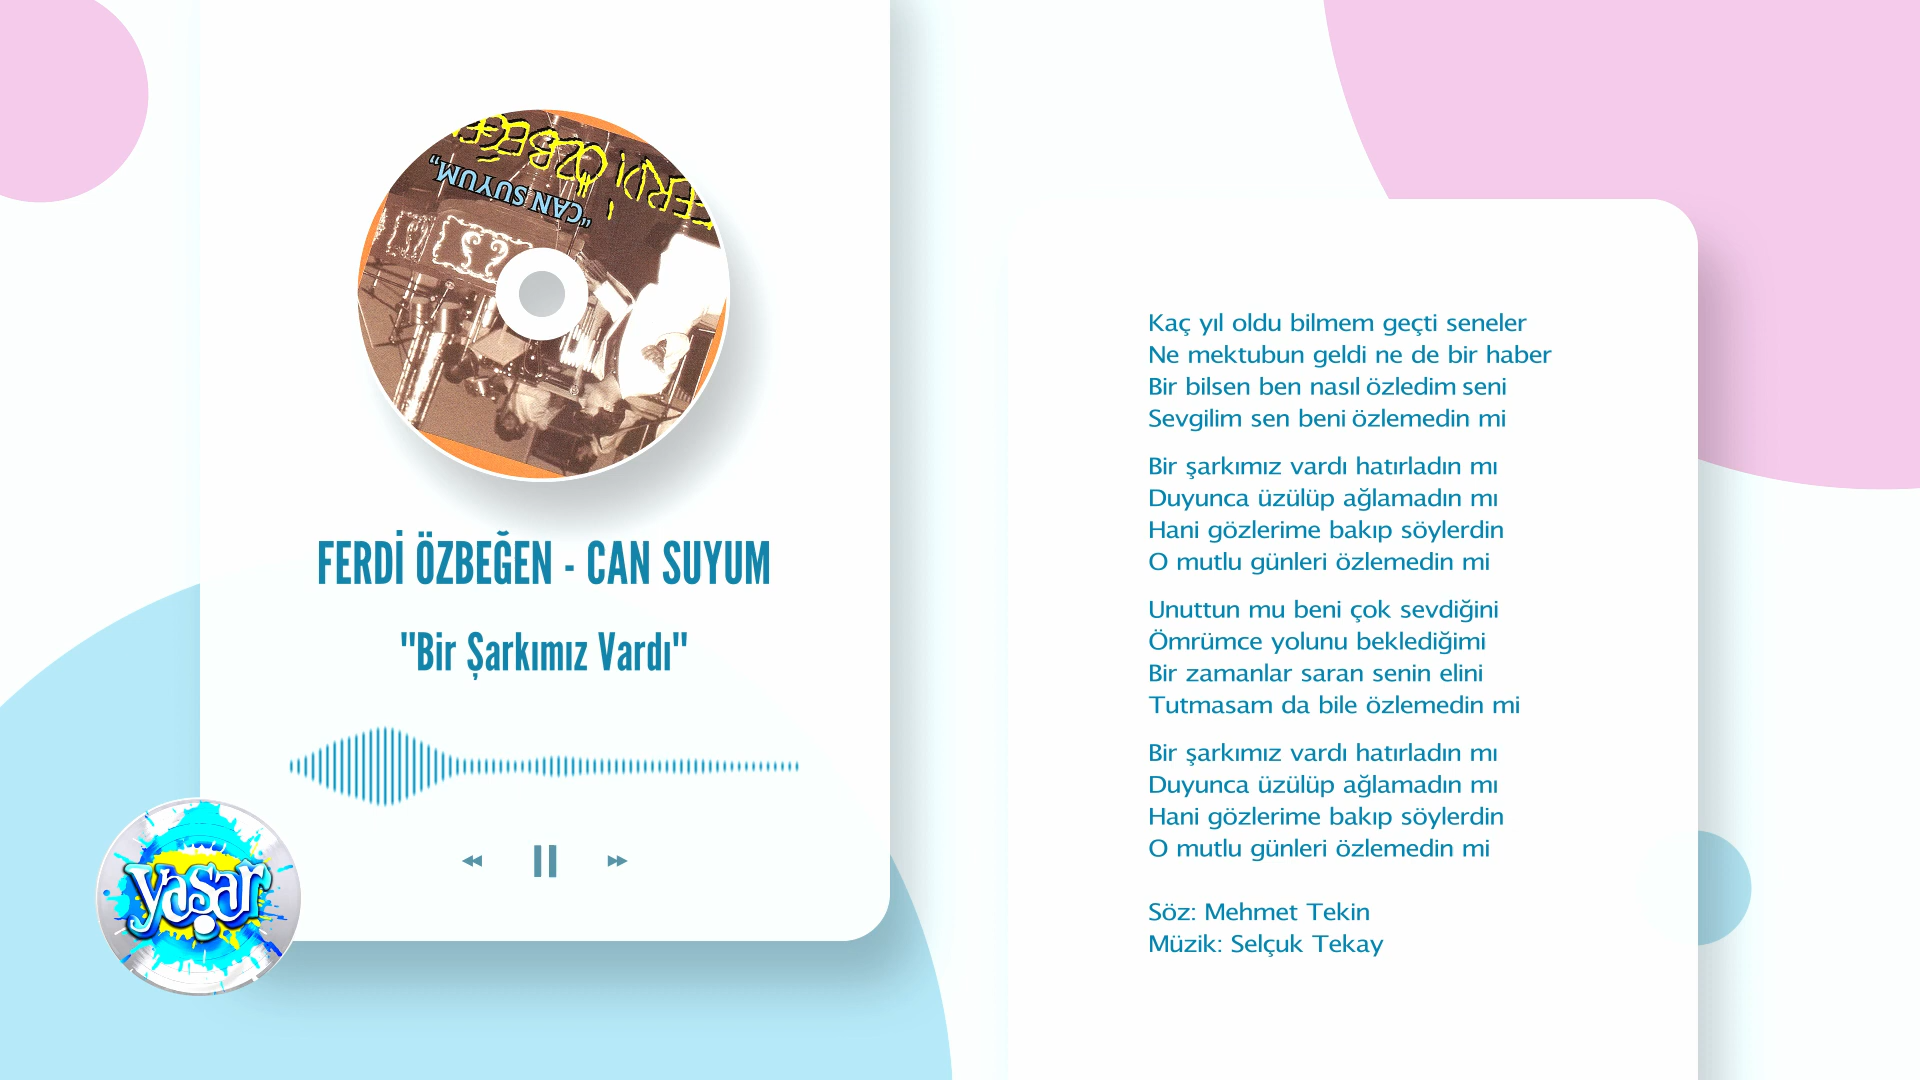 FERDİ ÖZBEĞEN
"CAN SUYUM"
FERDİ ÖZBEĞEN - CAN SUYUM
"Bir Şarkımız Vardı"
yaşar
Kaç yıl oldu bilmem geçti seneler
Ne mektubun geldi ne de bir haber
Bir bilsen ben nasıl özledim seni
Sevgilim sen beni özlemedin mi
Bir şarkımız vardı hatırladın mı
Duyunca üzülüp ağlamadın mı
Hani gözlerime bakıp söylerdin
O mutlu günleri özlemedin mi
Unuttun mu beni çok sevdiğini
Ömrümce yolunu beklediğimi
Bir zamanlar saran senin elini
Tutmasam da bile özlemedin mi
Bir şarkımız vardı hatırladın mı
Duyunca üzülüp ağlamadın mı
Hani gözlerime bakıp söylerdin
O mutlu günleri özlemedin mi
Söz: Mehmet Tekin
Müzik: Selçuk Tekay